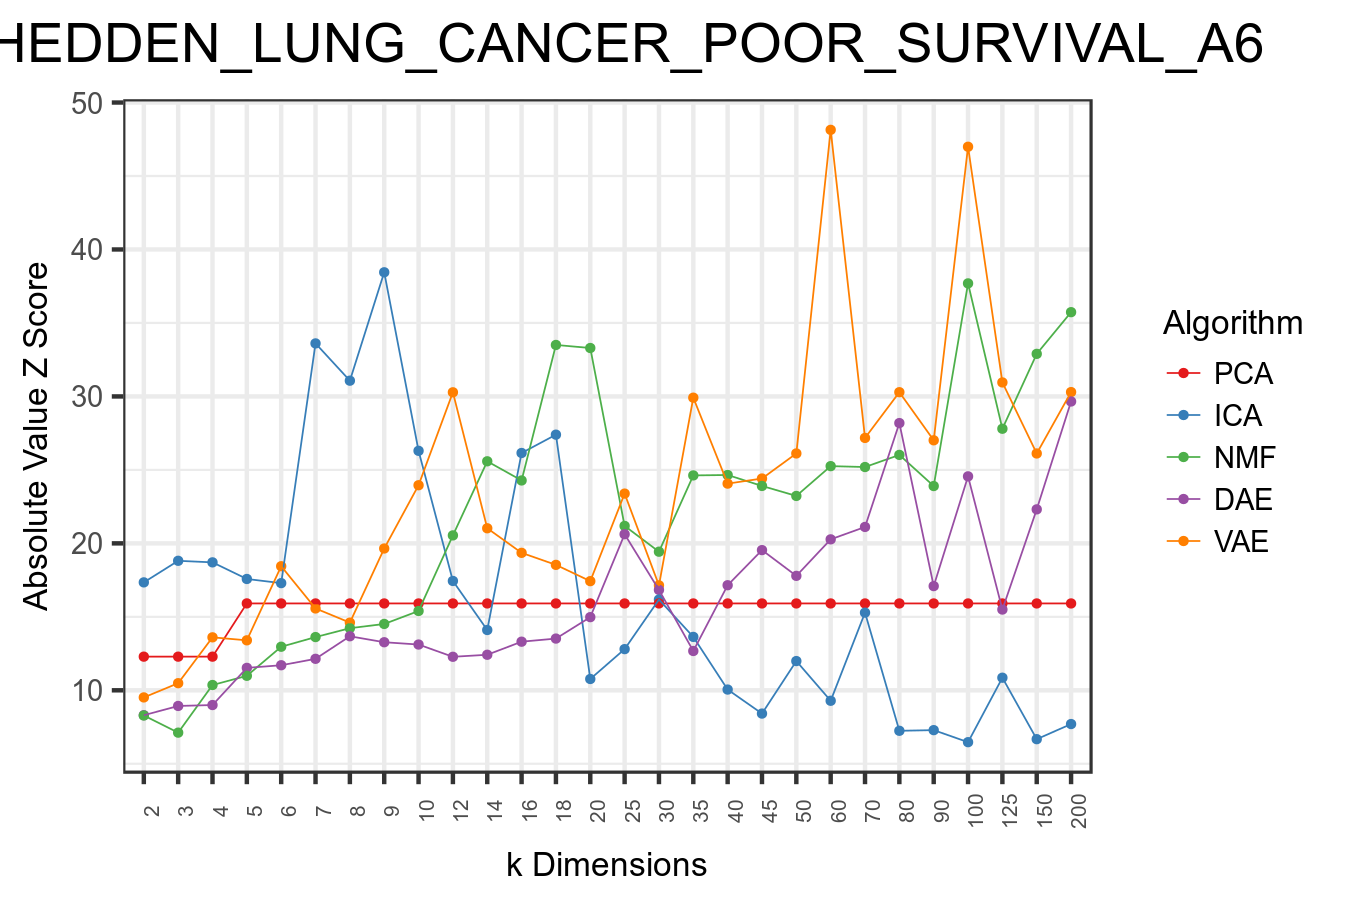 HEDDEN_LUNG_CANCER_POOR_SURVIVAL_A6
50
40
30
20
10
Absolute Value Z Score
2 3 4 5 6 7 8 9 10 12 14 16 18 20 25 30 35 40 45 50 60 70 80 90 100 125 150 200
k Dimensions
Algorithm
PCA
ICA
NMF
DAE
VAE